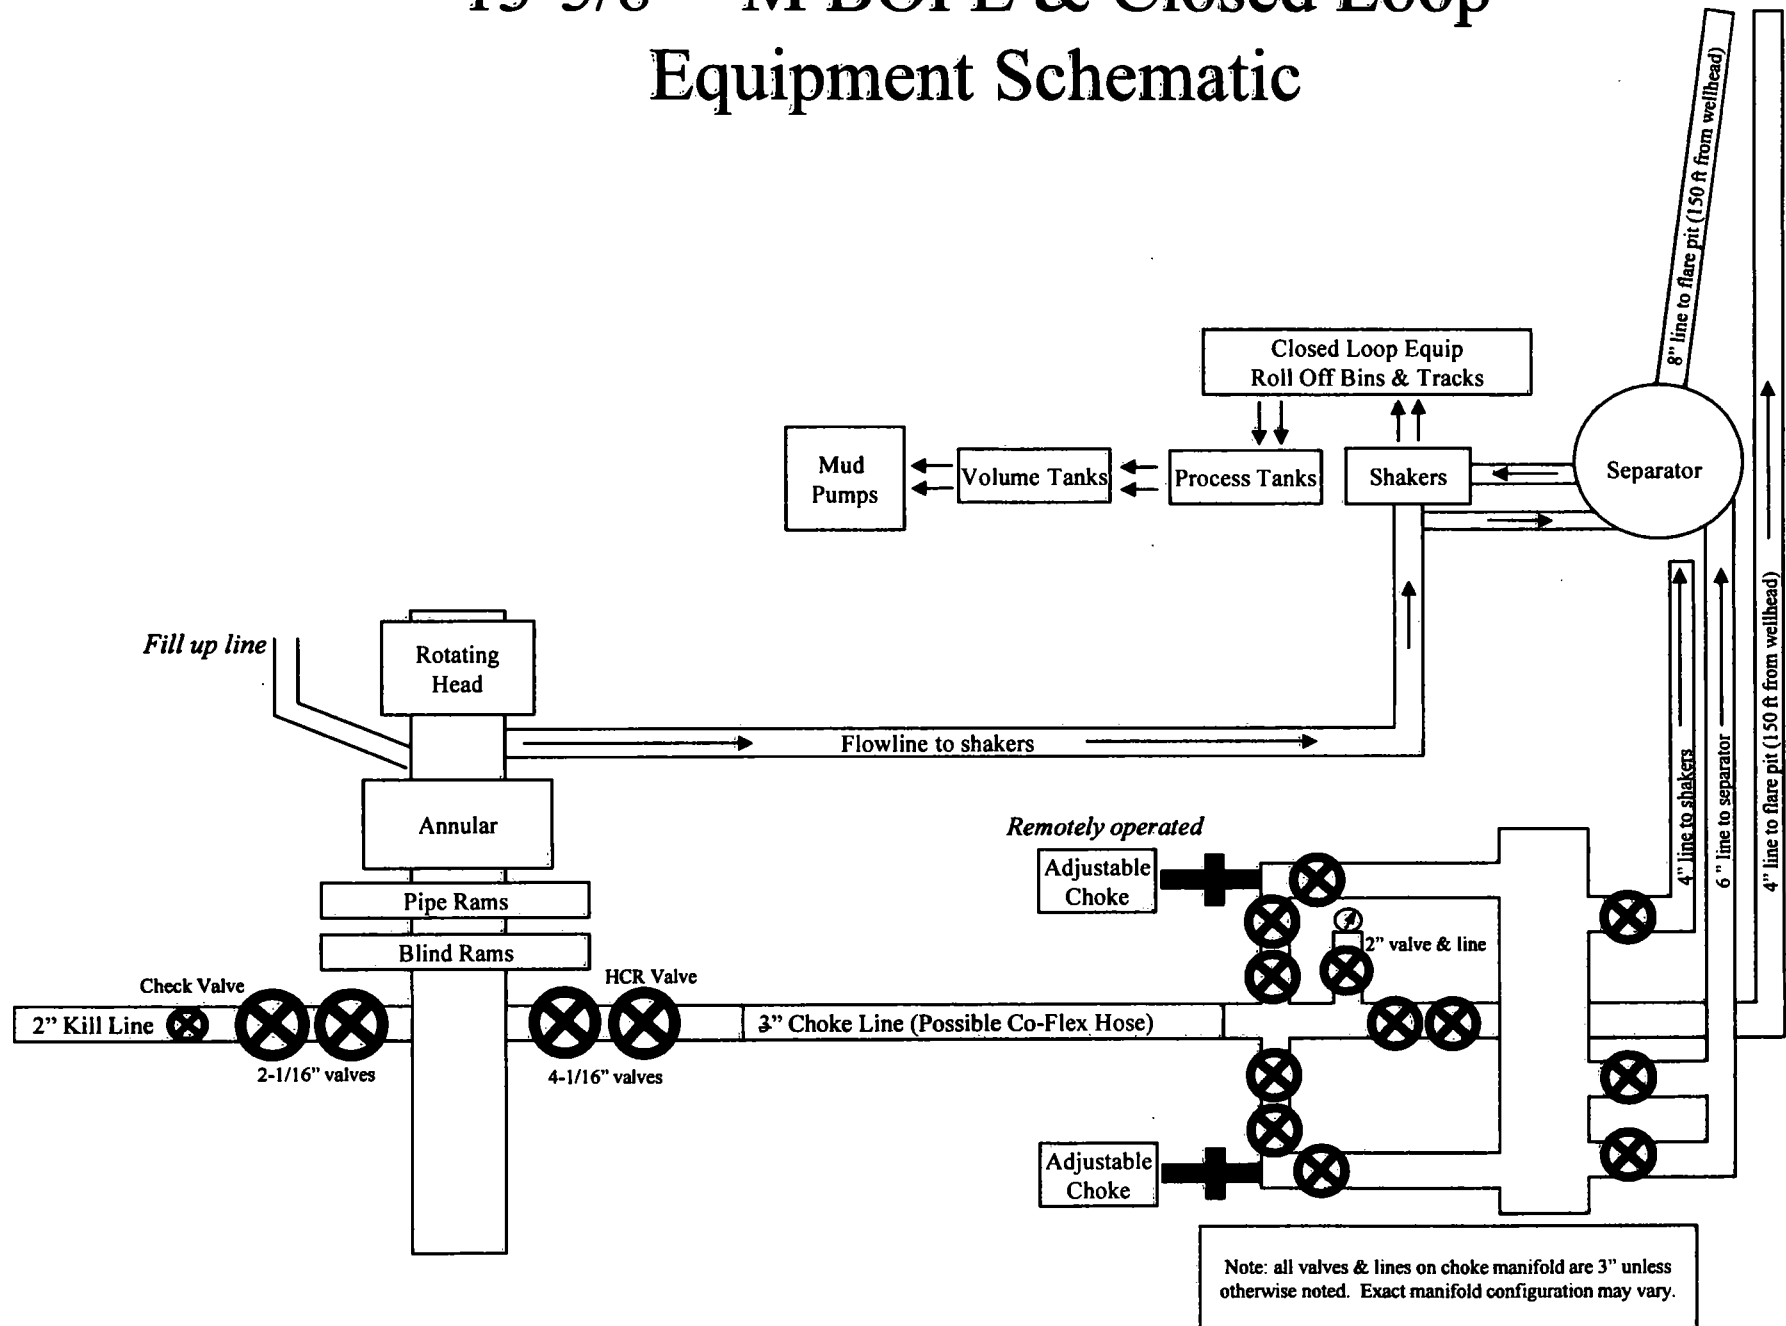 M BOPE & Closed Loop
Equipment Schematic
8” line to flare pit (150 ft from wellhead)
Closed Loop Equip
Roll Off Bins & Tracks
Mud
Pumps
Volume Tanks
Process Tanks
Shakers
Separator
Fill up line
Rotating
Head
Flowline to shakers
Annular
Pipe Rams
Blind Rams
Check Valve
HCR Valve
2” Kill Line
2-1/16” valves
4-1/16” valves
3” Choke Line (Possible Co-Flex Hose)
Remotely operated
Adjustable
Choke
2” valve & line
Adjustable
Choke
4” line to shakers
6” line to separator
4” line to flare pit (150 ft from wellhead)
Note: all valves & lines on choke manifold are 3” unless
otherwise noted. Exact manifold configuration may vary.